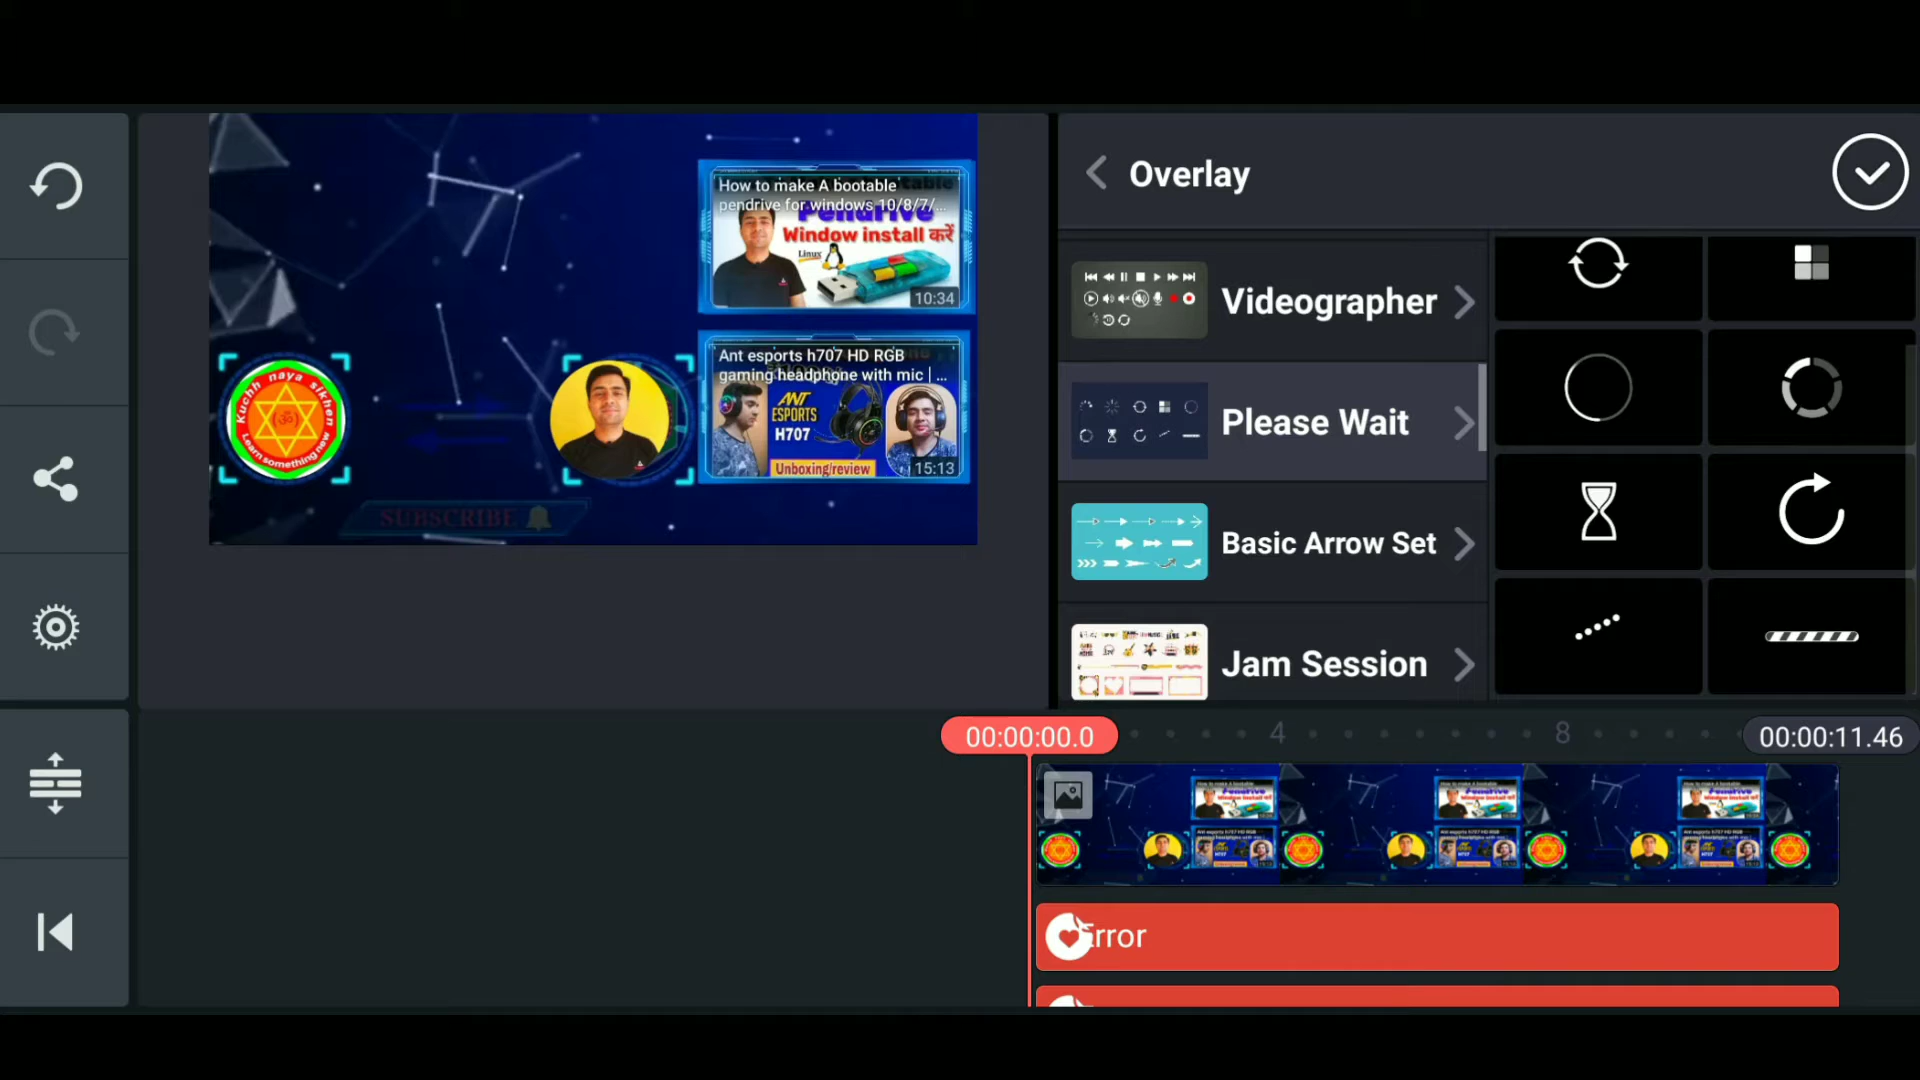 How to make A bootable
pendrive for windows 10/8/7/...
Pendrive
Window install करें
Linux
10:34
Ant esports h707 HD RGB
gaming headphone with mic | ...
ANT
ESPORTS
H707
Unboxing/review
15:13
Kuchh naya sikhen
ॐ
Learn something new
SUBSCRIBE
Overlay
Videographer
Please Wait
Basic Arrow Set
Jam Session
00:00:00.0
4
8
00:00:11.46
rror